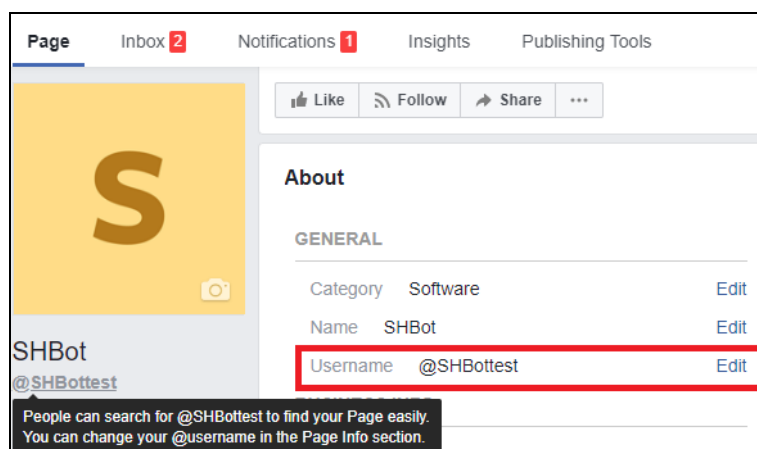 Page Inbox 2 Notifications 1 Insights Publishing Tools
Like Follow Share ...
S
About
GENERAL
Category Software Edit
Name SHBot Edit
Username @SHBottest Edit
SHBot
@SHBottest
People can search for @SHBottest to find your Page easily.
You can change your @username in the Page Info section.